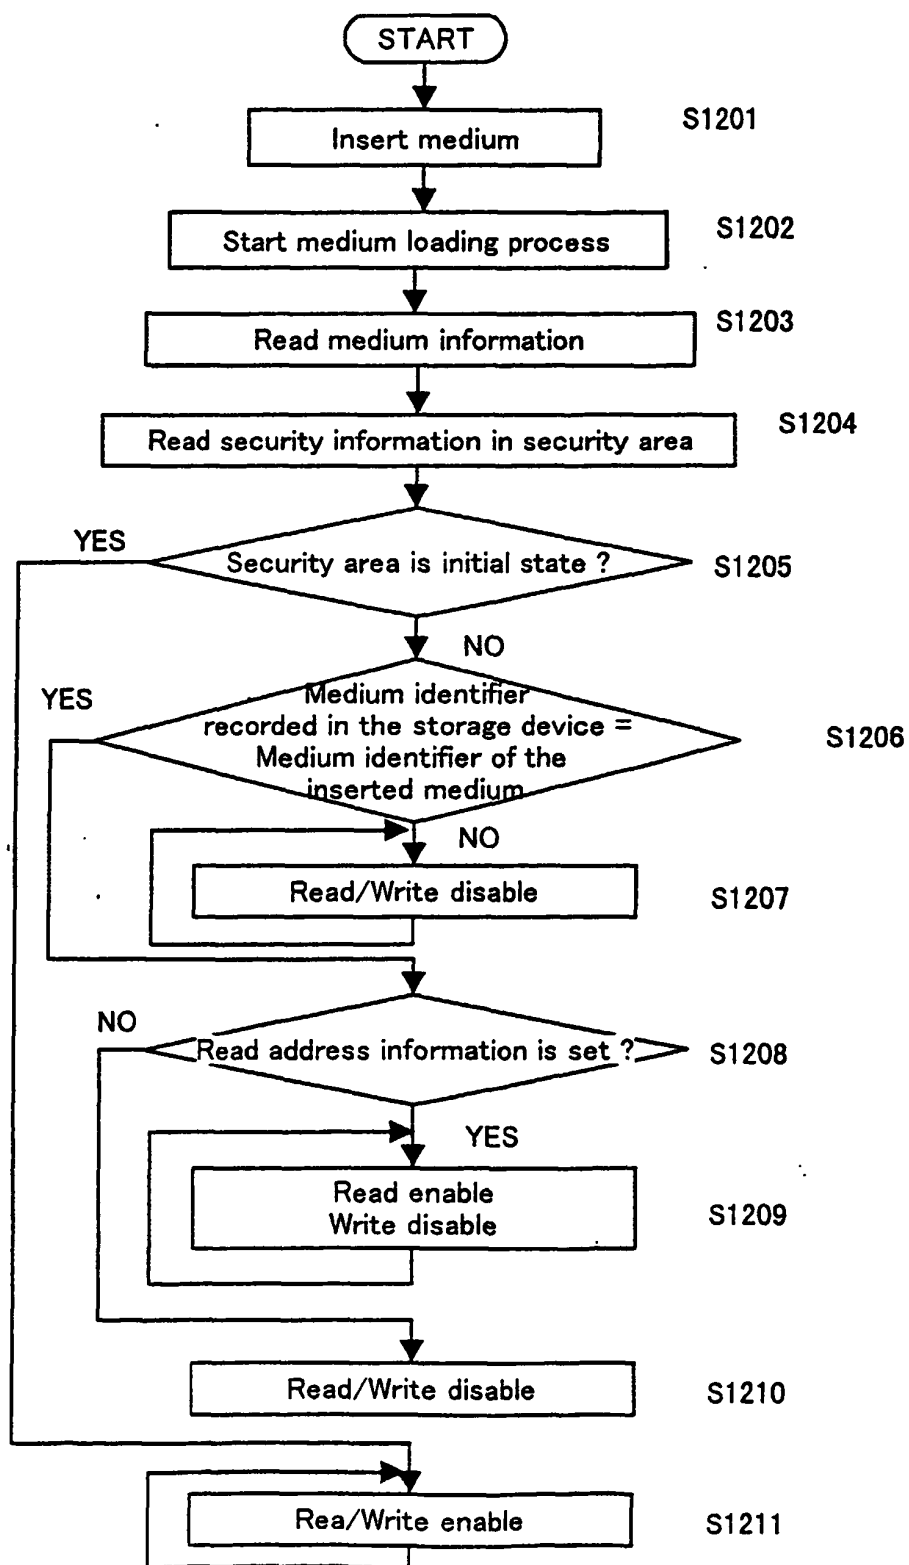 START
Insert medium
S1201
Start medium loading process
S1202
Read medium information
S1203
Read security information in security area
S1204
YES
Security area is initial state ?
S1205
NO
YES
Medium identifier
recorded in the storage device =
Medium identifier of the
inserted medium
S1206
NO
Read/Write disable
S1207
NO
Read address information is set ?
S1208
YES
Read enable
Write disable
S1209
Read/Write disable
S1210
Rea/Write enable
S1211